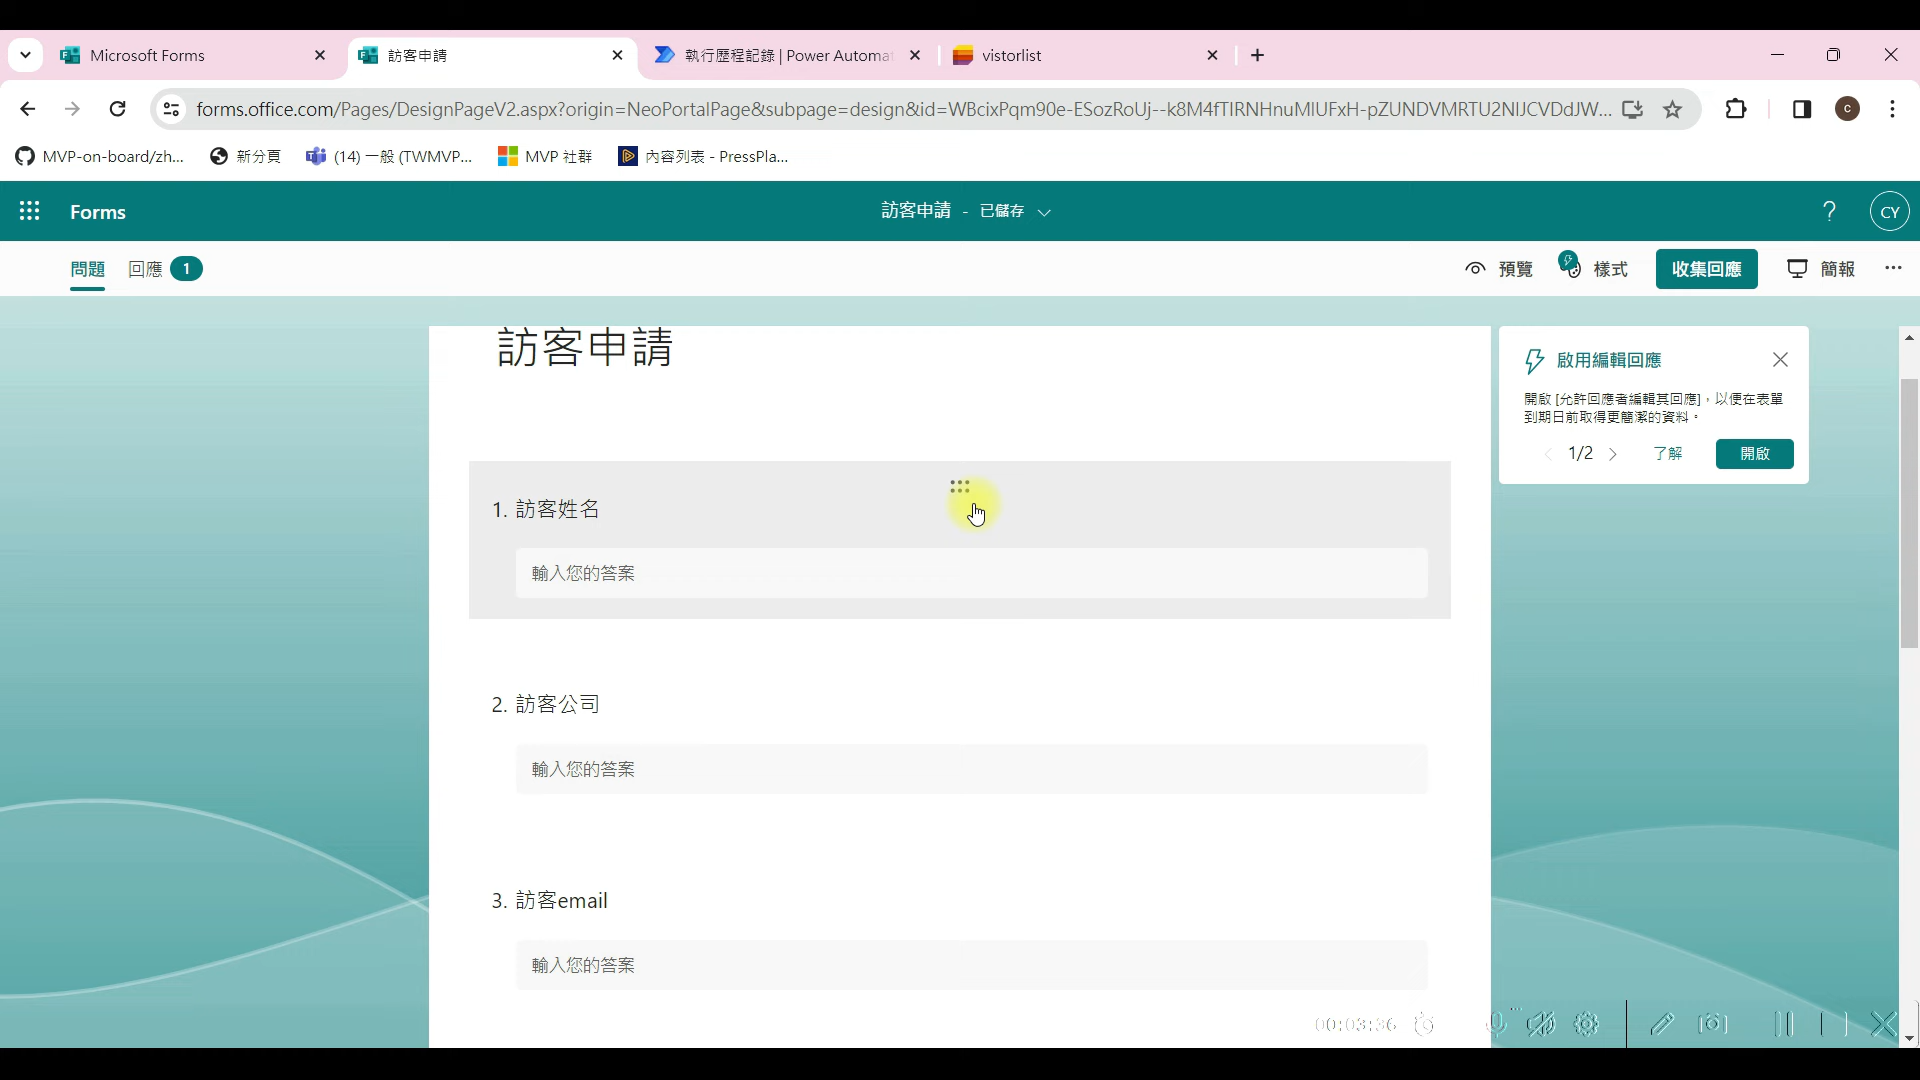 Microsoft Forms
訪客申請
執行歷程記錄 | Power Automat
vistorlist
forms.office.com/Pages/DesignPageV2.aspx?origin=NeoPortalPage&subpage=design&id=WBcixPqm90e-ESozRoUj--k8M4fTIRNHnuMlUFxH-pZUNDVMRTU2NlJCVDdJW...
C
MVP-on-board/zh...
新分頁
(14) 一般 (TWMVP...
MVP 社群
內容列表 - PressPla...
Forms
訪客申請 - 已儲存
?
CY
問題
回應 1
預覽
樣式
收集回應
簡報
訪客申請
啟用編輯回應
開啟 [允許回應者編輯其回應]，以便在表單
到期日前取得更簡潔的資料。
1/2
了解
開啟
1. 訪客姓名
輸入您的答案
2. 訪客公司
輸入您的答案
3. 訪客email
輸入您的答案
00:03:36